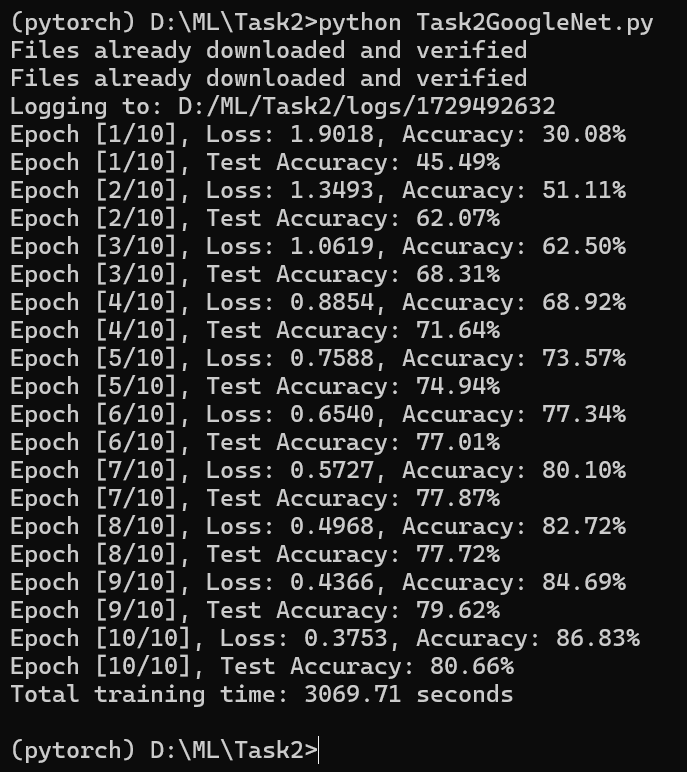 (pytorch) D:\ML\Task2>python Task2GoogleNet.py
Files already downloaded and verified
Files already downloaded and verified
Logging to: D:/ML/Task2/logs/1729492632
Epoch [1/10], Loss: 1.9018, Accuracy: 30.08%
Epoch [1/10], Test Accuracy: 45.49%
Epoch [2/10], Loss: 1.3493, Accuracy: 51.11%
Epoch [2/10], Test Accuracy: 62.07%
Epoch [3/10], Loss: 1.0619, Accuracy: 62.50%
Epoch [3/10], Test Accuracy: 68.31%
Epoch [4/10], Loss: 0.8854, Accuracy: 68.92%
Epoch [4/10], Test Accuracy: 71.64%
Epoch [5/10], Loss: 0.7588, Accuracy: 73.57%
Epoch [5/10], Test Accuracy: 74.94%
Epoch [6/10], Loss: 0.6540, Accuracy: 77.34%
Epoch [6/10], Test Accuracy: 77.01%
Epoch [7/10], Loss: 0.5727, Accuracy: 80.10%
Epoch [7/10], Test Accuracy: 77.87%
Epoch [8/10], Loss: 0.4968, Accuracy: 82.72%
Epoch [8/10], Test Accuracy: 77.72%
Epoch [9/10], Loss: 0.4366, Accuracy: 84.69%
Epoch [9/10], Test Accuracy: 79.62%
Epoch [10/10], Loss: 0.3753, Accuracy: 86.83%
Epoch [10/10], Test Accuracy: 80.66%
Total training time: 3069.71 seconds
(pytorch) D:\ML\Task2>